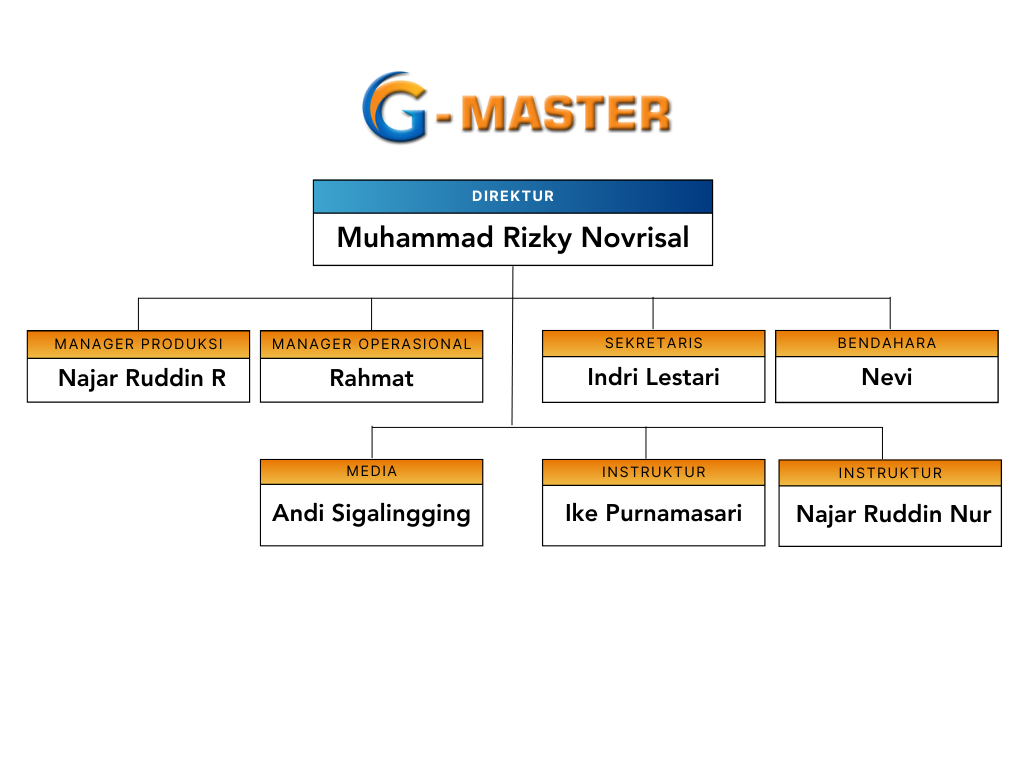 G-MASTER
DIREKTUR
Muhammad Rizky Novrisal
MANAGER PRODUKSI
Najar Ruddin R
MANAGER OPERASIONAL
Rahmat
SEKRETARIS
Indri Lestari
BENDAHARA
Nevi
MEDIA
Andi Sigalingging
INSTRUKTUR
Ike Purnamasari
INSTRUKTUR
Najar Ruddin Nur